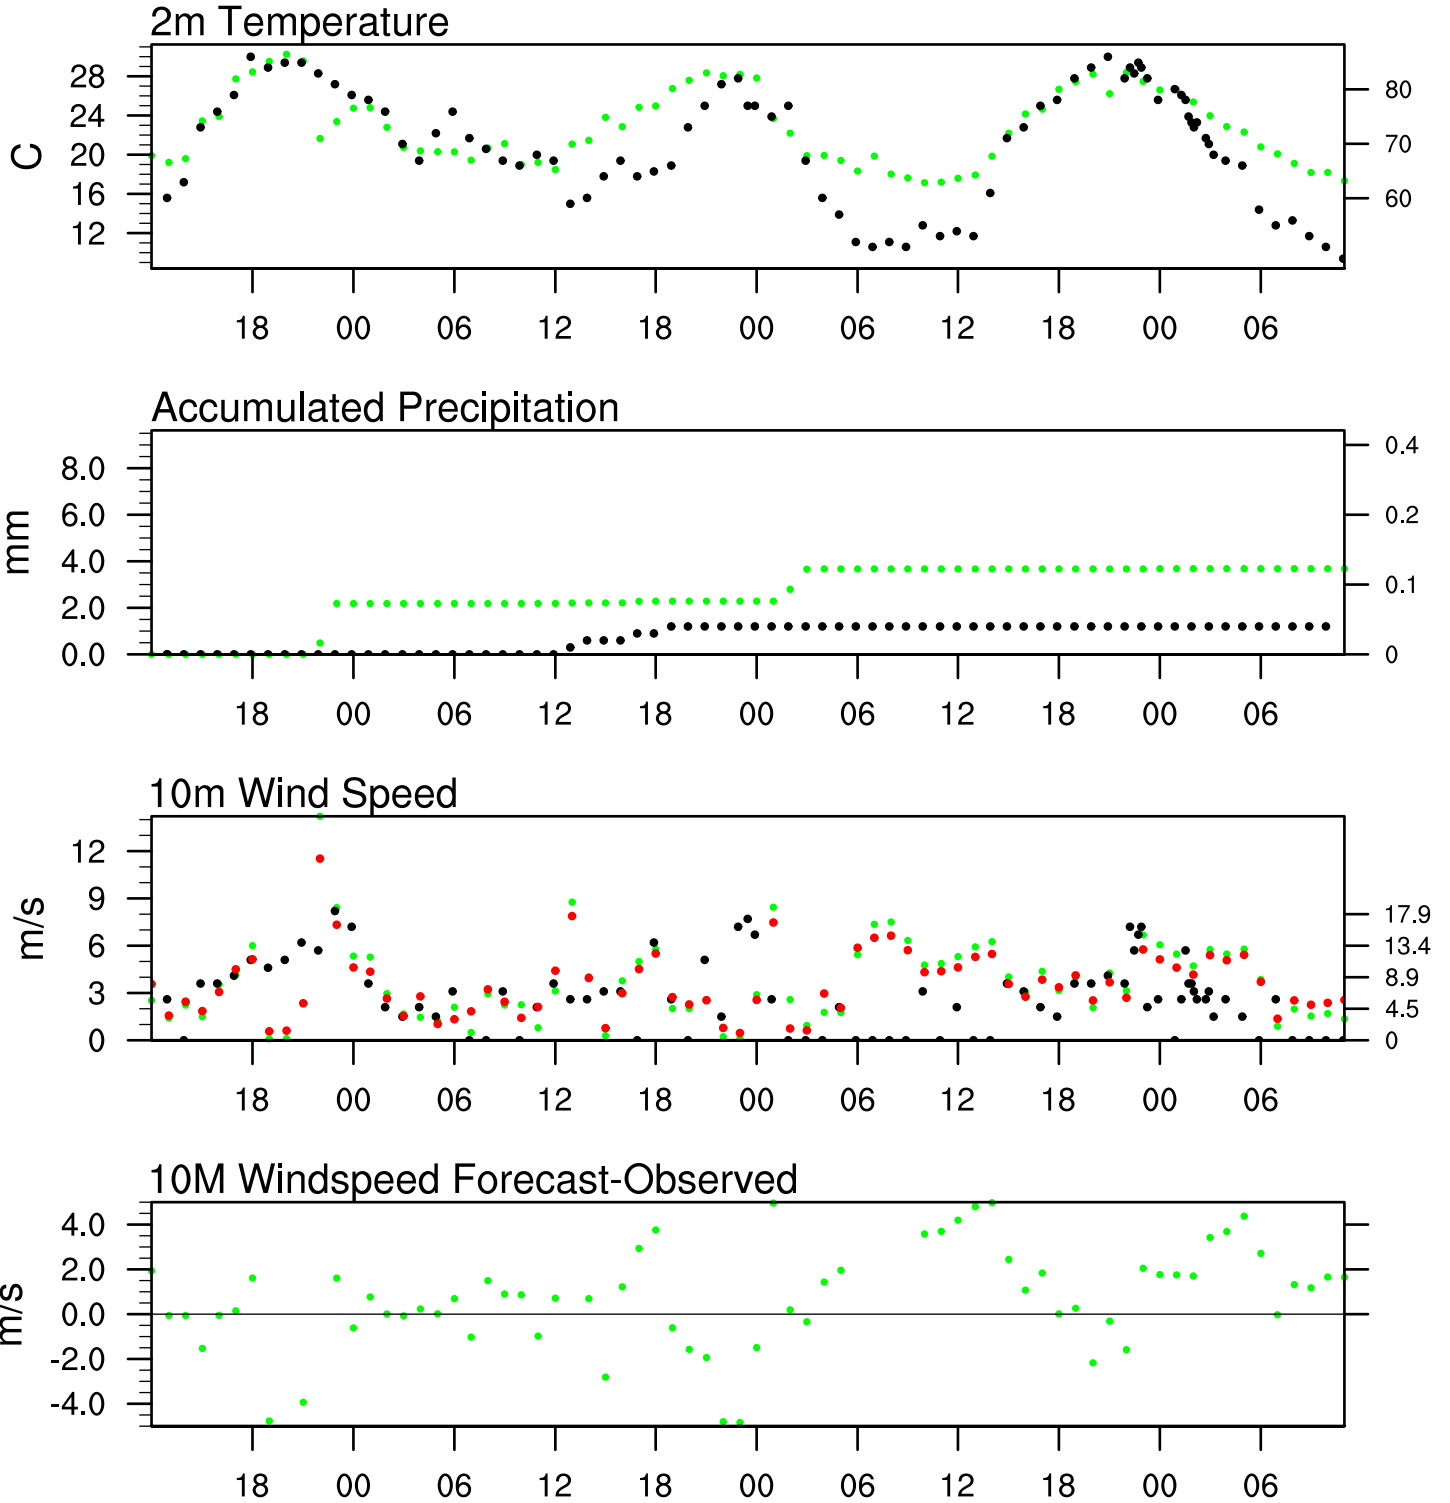 2m Temperature
28
24
20
16
12
C
80
70
60
18 00 06 12 18 00 06 12 18 00 06
Accumulated Precipitation
8.0
6.0
4.0
2.0
0.0
mm
0.4
0.2
0.1
0
18 00 06 12 18 00 06 12 18 00 06
10m Wind Speed
12
9
6
3
0
m/s
17.9
13.4
8.9
4.5
0
18 00 06 12 18 00 06 12 18 00 06
10M Windspeed Forecast-Observed
4.0
2.0
0.0
-2.0
-4.0
m/s
18 00 06 12 18 00 06 12 18 00 06